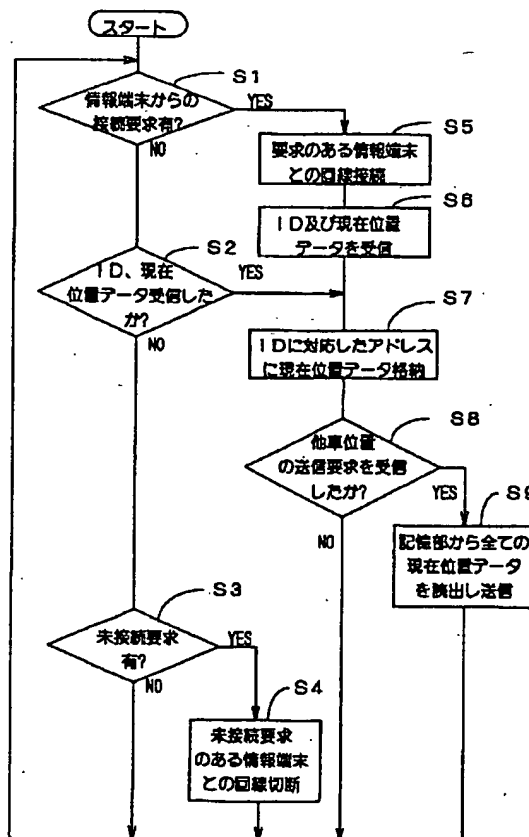 スタート
S1
情報端末からの
接続要求有?
YES
NO
S5
要求のある情報端末
との回線接続
S6
ID及び現在位置
データを受信
S2
ID、現在
位置データ受信した
か?
YES
NO
S7
IDに対応したアドレス
に現在位置データ格納
S8
他車位置
の送信要求を受信
したか?
YES
NO
S9
記憶部から全ての
現在位置データ
を読出し送信
S3
未接続要求
有?
YES
NO
S4
未接続要求
のある情報端末
との回線切断